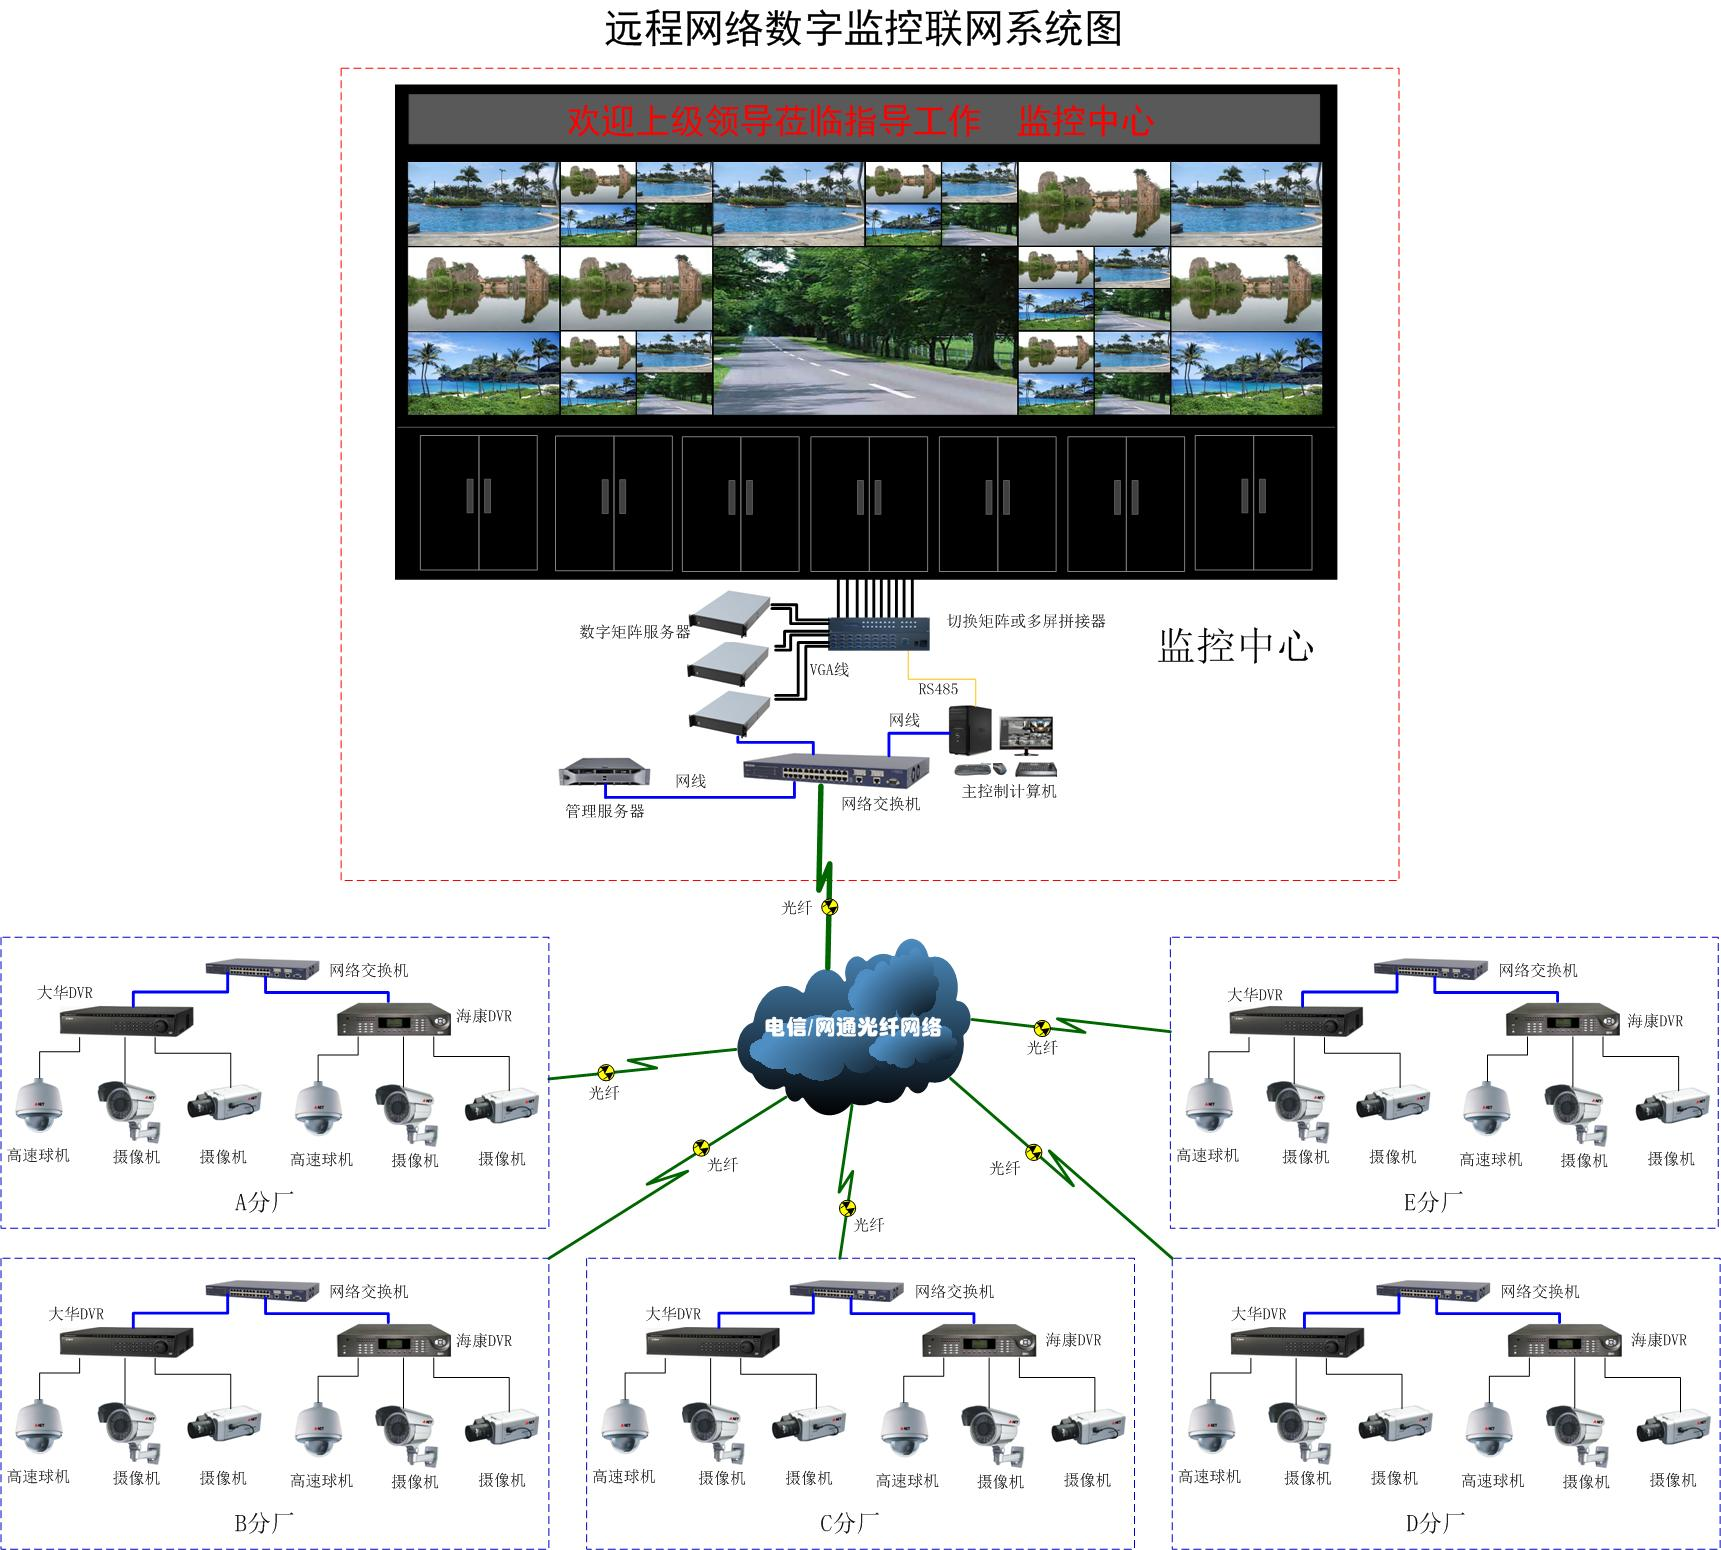 远程网络数字监控联网系统图
欢迎上级领导莅临指导工作 监控中心
数字矩阵服务器
切换矩阵或多屏拼接器
监控中心
VGA线
RS485
网线
网线
管理服务器
网络交换机
主控制计算机
光纤
电信/网通光纤网络
光纤
光纤
光纤
光纤
光纤
网络交换机
大华DVR
海康DVR
高速球机
摄像机
摄像机
高速球机
摄像机
摄像机
A分厂
网络交换机
大华DVR
海康DVR
高速球机
摄像机
摄像机
高速球机
摄像机
摄像机
E分厂
网络交换机
大华DVR
海康DVR
高速球机
摄像机
摄像机
高速球机
摄像机
摄像机
B分厂
网络交换机
大华DVR
海康DVR
高速球机
摄像机
摄像机
高速球机
摄像机
摄像机
C分厂
网络交换机
大华DVR
海康DVR
高速球机
摄像机
摄像机
高速球机
摄像机
摄像机
D分厂